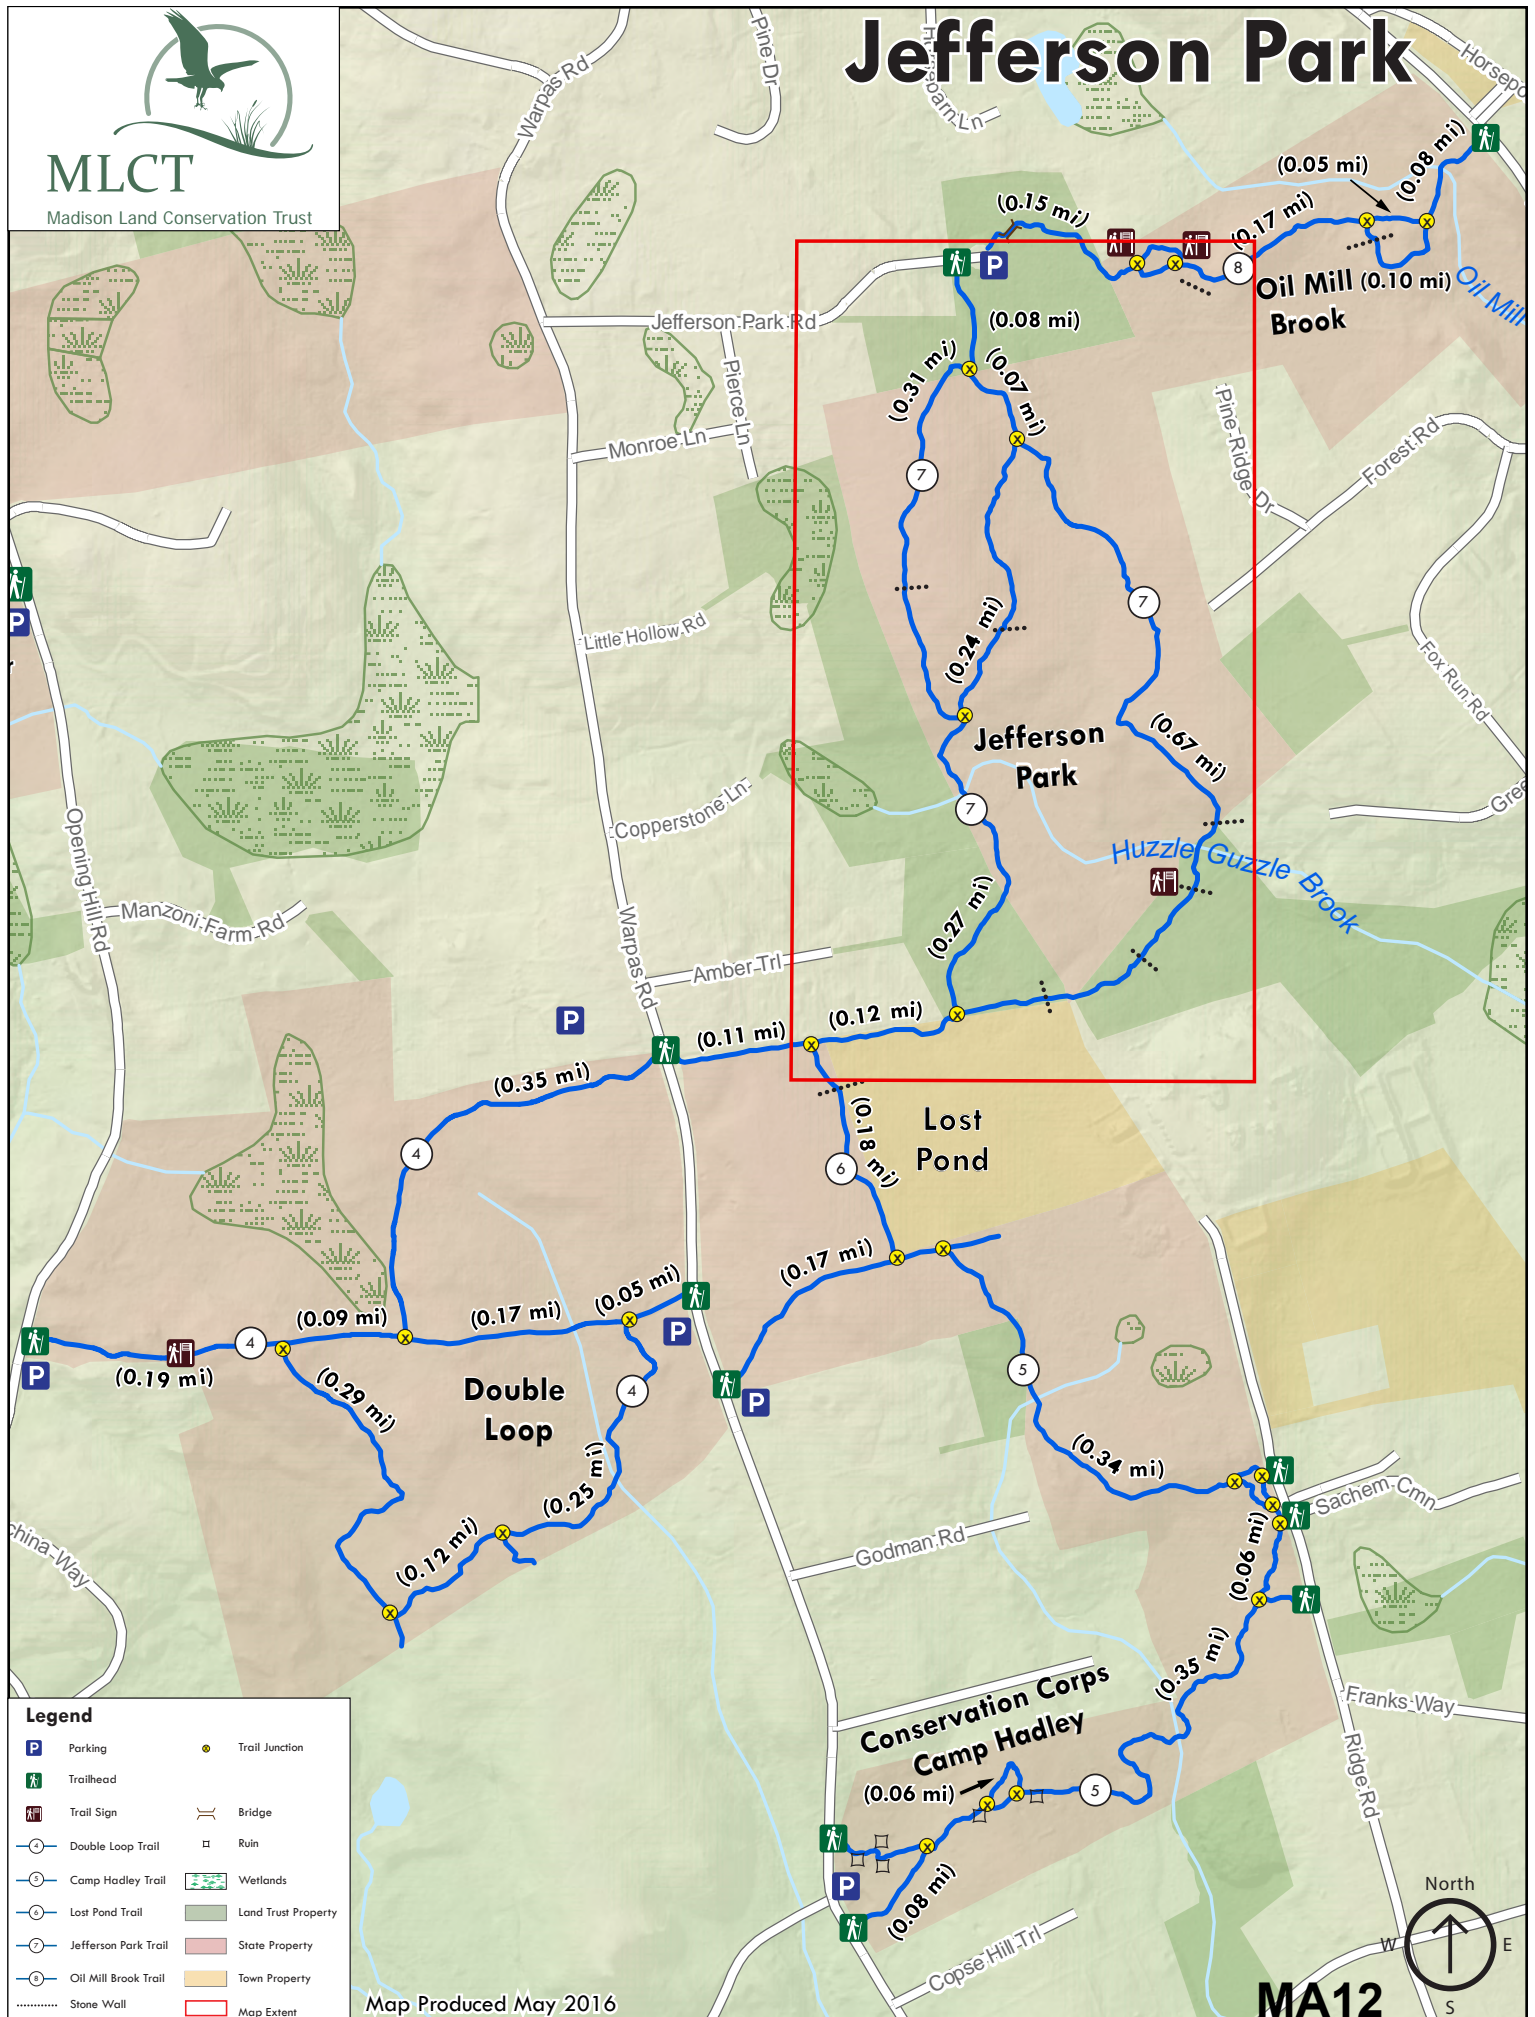 Jefferson Park
MLCT
Madison Land Conservation Trust
Warpas Rd
Pine Dr
Horsepo
(0.05 mi)
(0.08 mi)
(0.15 mi)
(0.17 mi)
8
P
Oil Mill
Brook
(0.10 mi)
Oil Mill
Jefferson Park Rd
(0.08 mi)
(0.31 mi)
(0.07 mi)
Pierce Ln
Monroe Ln
Pine Ridge Dr
Forest Rd
7
P
7
Little Hollow Rd
(0.24 mi)
Fox Run Rd
Jefferson
Park
(0.67 mi)
7
Copperstone Ln
Gree
Opening Hill Rd
Huzzle Guzzle Brook
Manzoni Farm Rd
Warpas Rd
(0.27 mi)
Amber Trl
P
(0.11 mi)
(0.12 mi)
(0.35 mi)
4
(0.18 mi)
6
Lost
Pond
(0.17 mi)
(0.05 mi)
(0.09 mi)
(0.17 mi)
4
P
P
(0.19 mi)
(0.29 mi)
Double
Loop
4
P
5
(0.34 mi)
(0.25 mi)
Sachem Cmn
china Way
(0.12 mi)
Godman Rd
(0.06 mi)
(0.35 mi)
Conservation Corps
Camp Hadley
Franks Way
Ridge Rd
(0.06 mi)
5
P
(0.08 mi)
Copse Hill Trl
Legend
P Parking
Trail Junction
Trailhead
Trail Sign
Bridge
4 Double Loop Trail
Ruin
5 Camp Hadley Trail
Wetlands
6 Lost Pond Trail
Land Trust Property
7 Jefferson Park Trail
State Property
8 Oil Mill Brook Trail
Town Property
Stone Wall
Map Extent
Map Produced May 2016
North
W
E
S
MA12